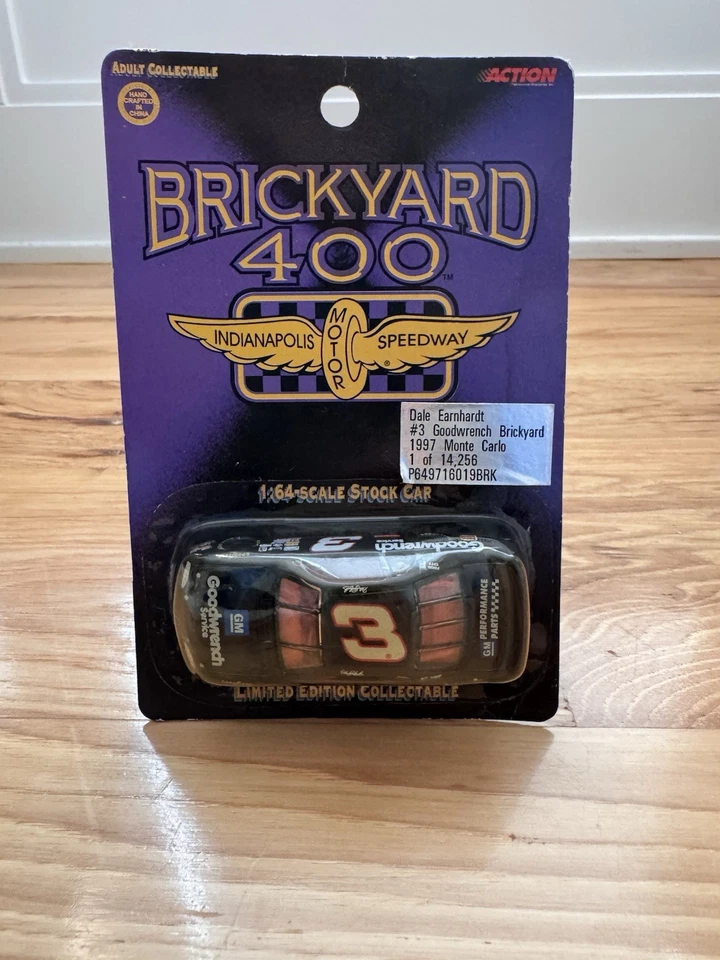 ADULT COLLECTABLE
ACTION
HAND
CRAFTED
IN
CHINA
BRICKYARD
400™
INDIANAPOLIS MOTOR SPEEDWAY
®
Dale Earnhardt
#3 Goodwrench Brickyard
1997 Monte Carlo
1 of 14,256
P649716019BRK
1:64-SCALE STOCK CAR
3
Goodwrench
Service
Goodwrench
Service
GM
3
GM PERFORMANCE
PARTS
LIMITED EDITION COLLECTABLE